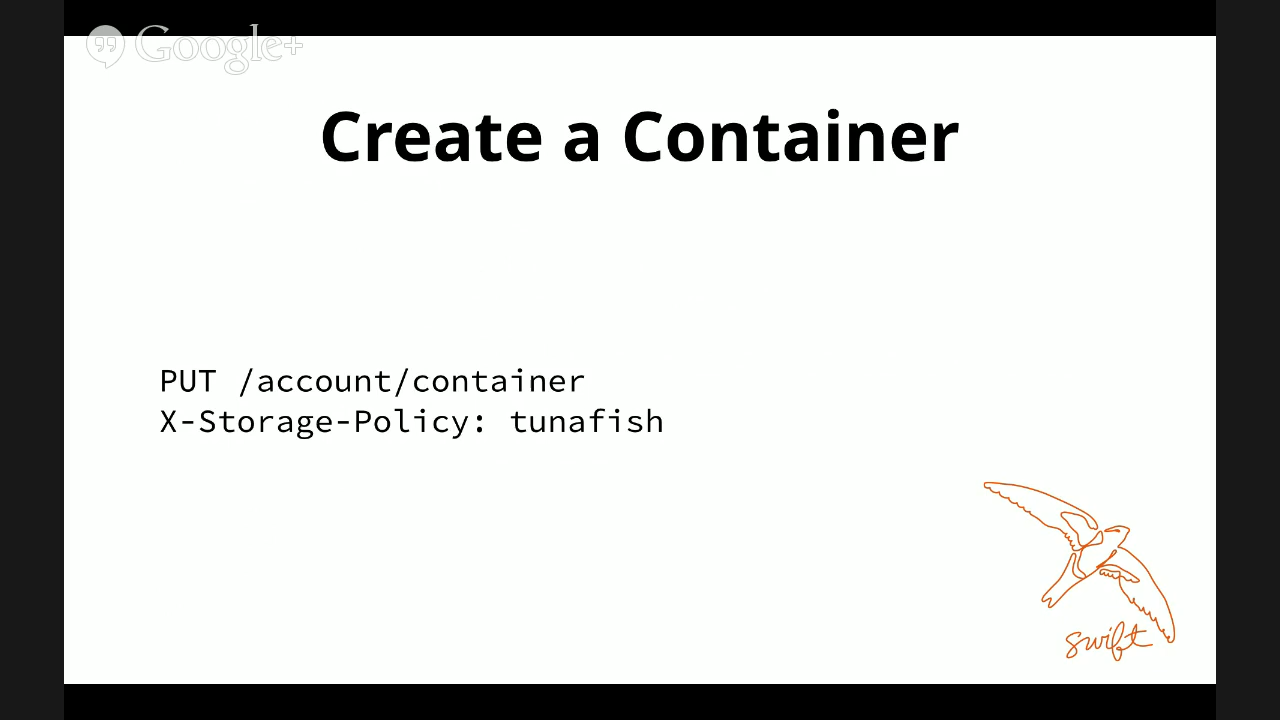 Google+
Create a Container
PUT /account/container
X-Storage-Policy: tunafish
swift